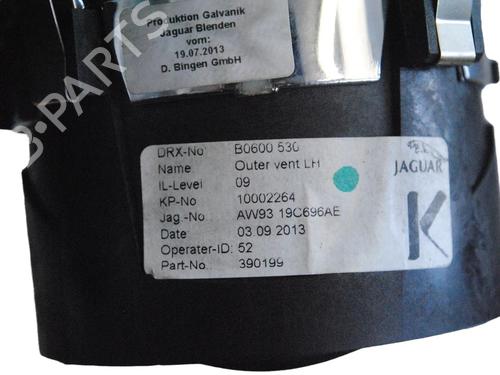 Produktion Galvanik
Jaguar Blenden
vom:
19.07.2013
D. Bingen GmbH
B-PARTS
DRX-No B0600 530
Name Outer vent LH
IL-Level 09
KP-No 10002264
Jag.-No AW93 19C696AE
Date 03.09.2013
Operater-ID: 52
Part-No. 390199
JAGUAR
K